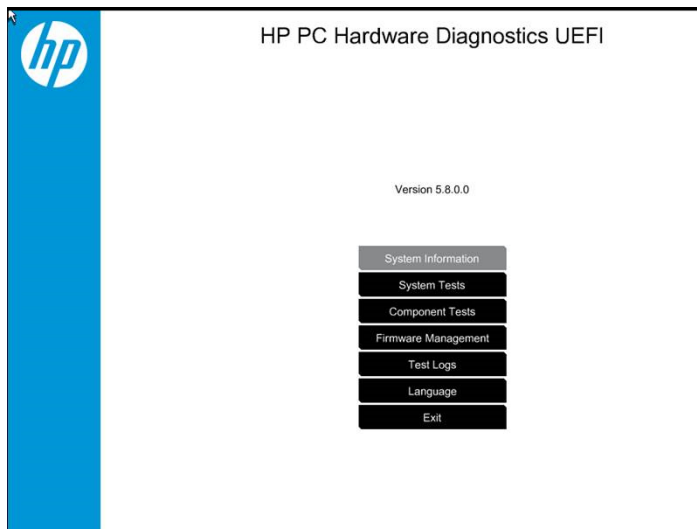 hp
HP PC Hardware Diagnostics UEFI
Version 5.8.0.0
System Information
System Tests
Component Tests
Firmware Management
Test Logs
Language
Exit